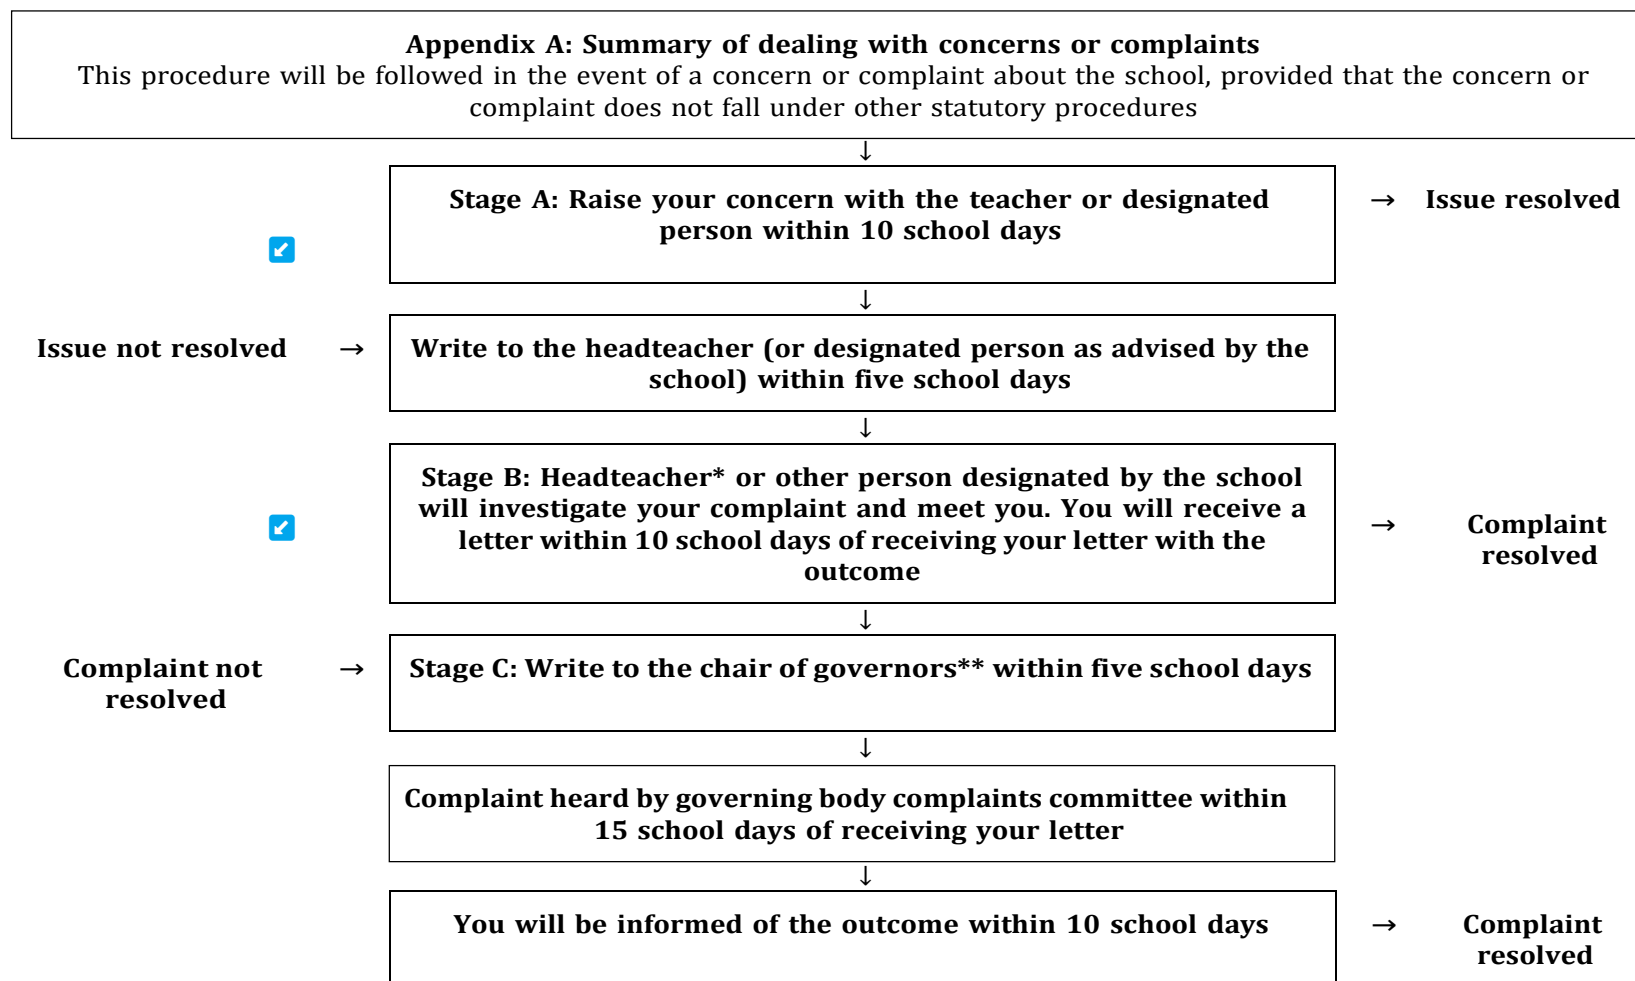 Appendix A: Summary of dealing with concerns or complaints
This procedure will be followed in the event of a concern or complaint about the school, provided that the concern or
complaint does not fall under other statutory procedures
↓
Stage A: Raise your concern with the teacher or designated
person within 10 school days
→ Issue resolved
↙
↓
Issue not resolved →
Write to the headteacher (or designated person as advised by the
school) within five school days
↓
Stage B: Headteacher* or other person designated by the school
will investigate your complaint and meet you. You will receive a
letter within 10 school days of receiving your letter with the
outcome
→ Complaint
resolved
↙
↓
Complaint not →
resolved
Stage C: Write to the chair of governors** within five school days
↓
Complaint heard by governing body complaints committee within
15 school days of receiving your letter
↓
You will be informed of the outcome within 10 school days
→ Complaint
resolved